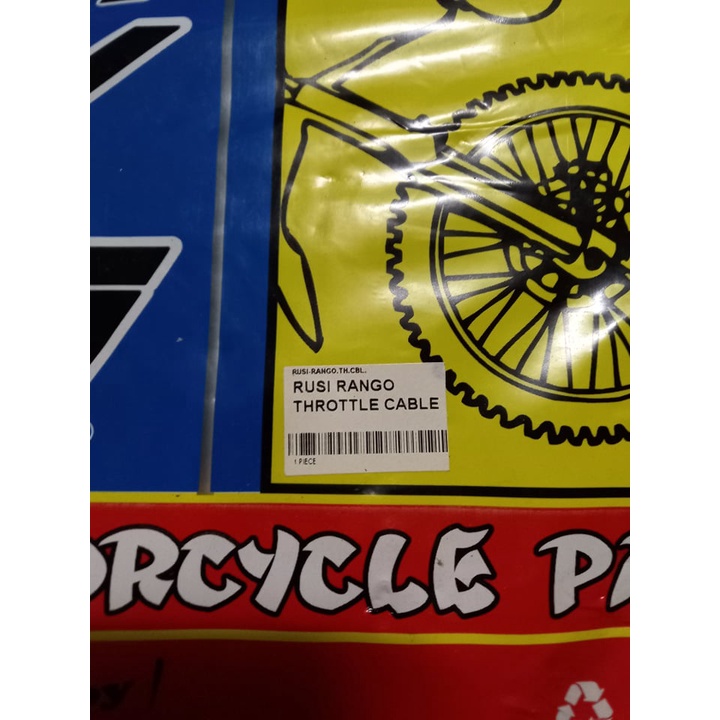 RUSI-RANGO.TH.CBL.
RUSI RANGO
THROTTLE CABLE
1 PIECE
ORCYCLE PA